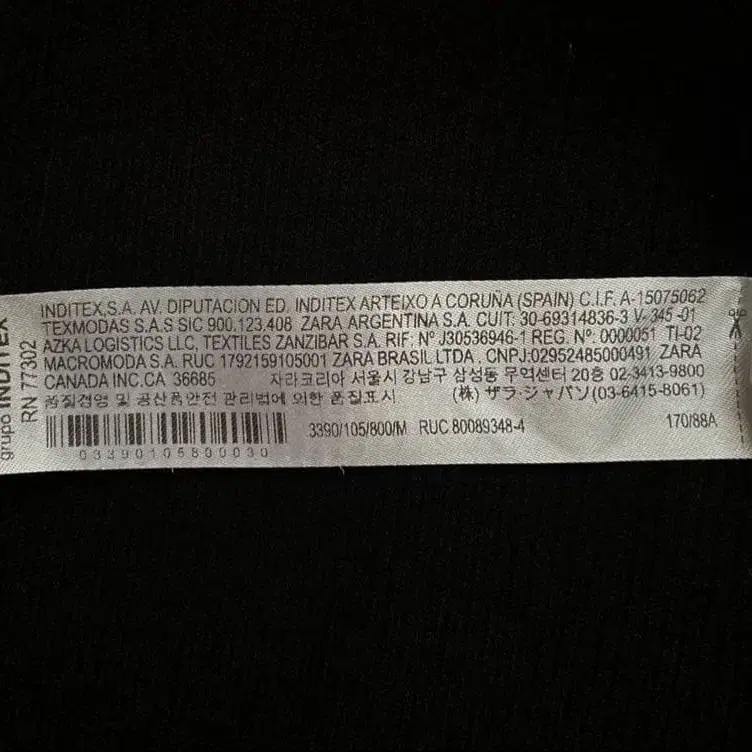 grupo INDITEX
RN 77302
INDITEX,S.A. AV. DIPUTACION ED. INDITEX ARTEIXO A CORUÑA (SPAIN) C.I.F. A-15075062
TEXMODAS S.A.S SIC 900.123.408 ZARA ARGENTINA S.A. CUIT. 30-69314836-3 V- 345 -01
AZKA LOGISTICS LLC, TEXTILES ZANZIBAR S.A. RIF: Nº J30536946-1 REG. Nº. 0000051 TI-02
MACROMODA S.A. RUC 1792159105001 ZARA BRASIL LTDA . CNPJ:02952485000491 ZARA
CANADA INC.CA 36685 자라코리아 서울시 강남구 삼성동 무역센터 20층 02-3413-9800
품질경영 및 공산품안전 관리법에 의한 품질표시 (株) ザラ・ジャパン(03-6415-8061)
3390/105/800/M RUC 80089348-4 170/88A
03390105800030